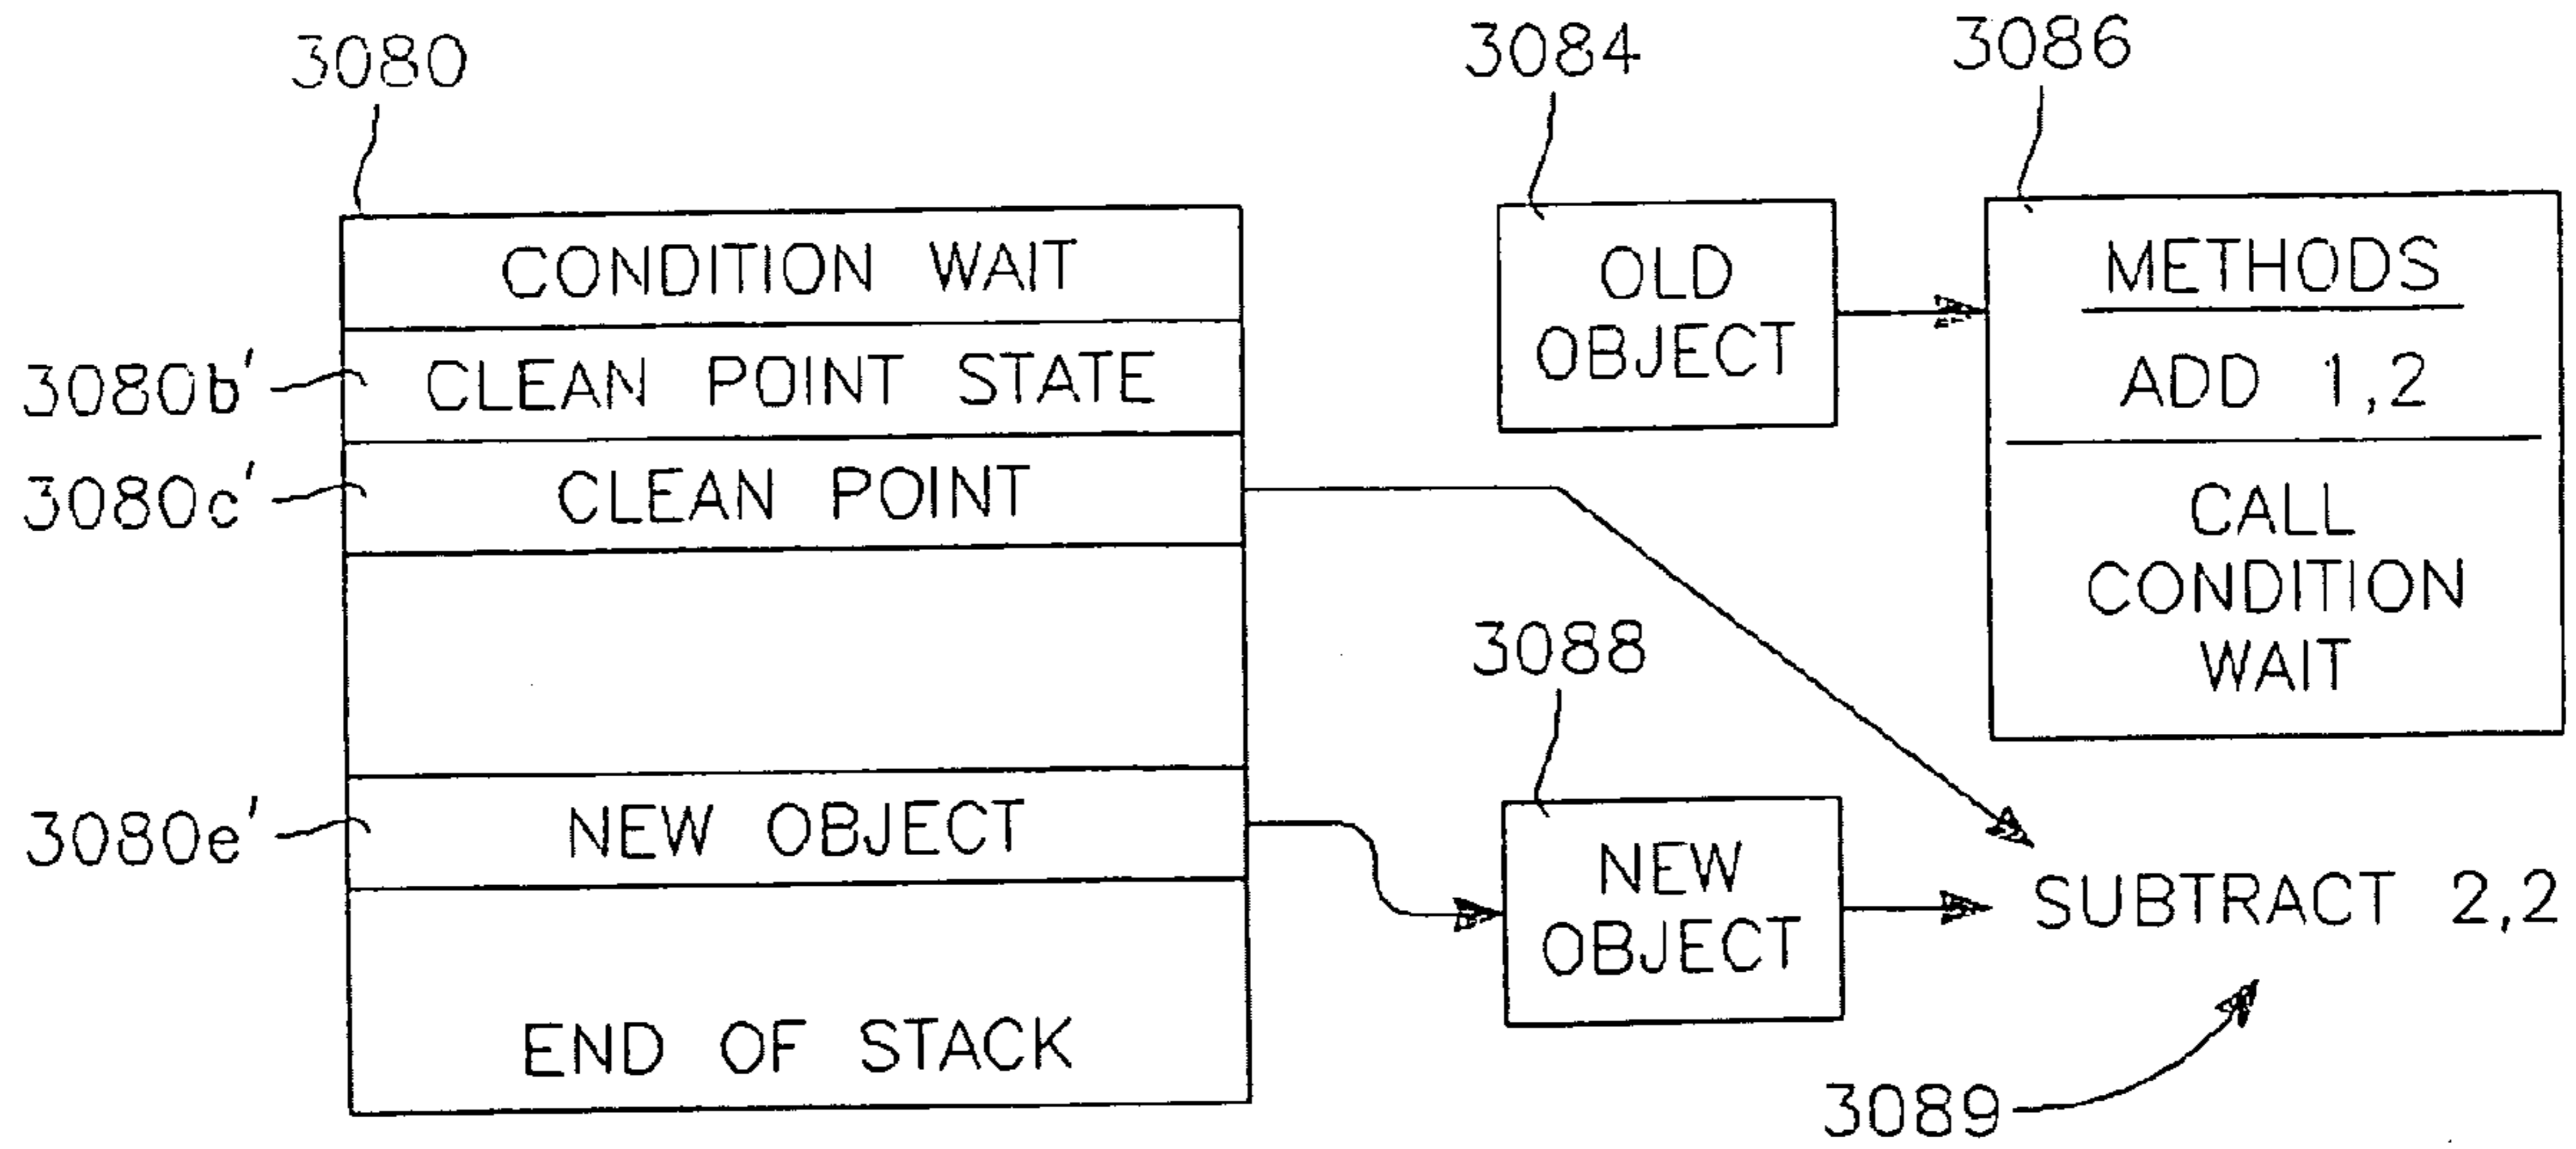 3080
3084
3086
CONDITION WAIT
3080b'
CLEAN POINT STATE
3080c'
CLEAN POINT
3080e'
NEW OBJECT
END OF STACK
OLD
OBJECT
METHODS
ADD 1,2
CALL
CONDITION
WAIT
3088
NEW
OBJECT
SUBTRACT 2,2
3089